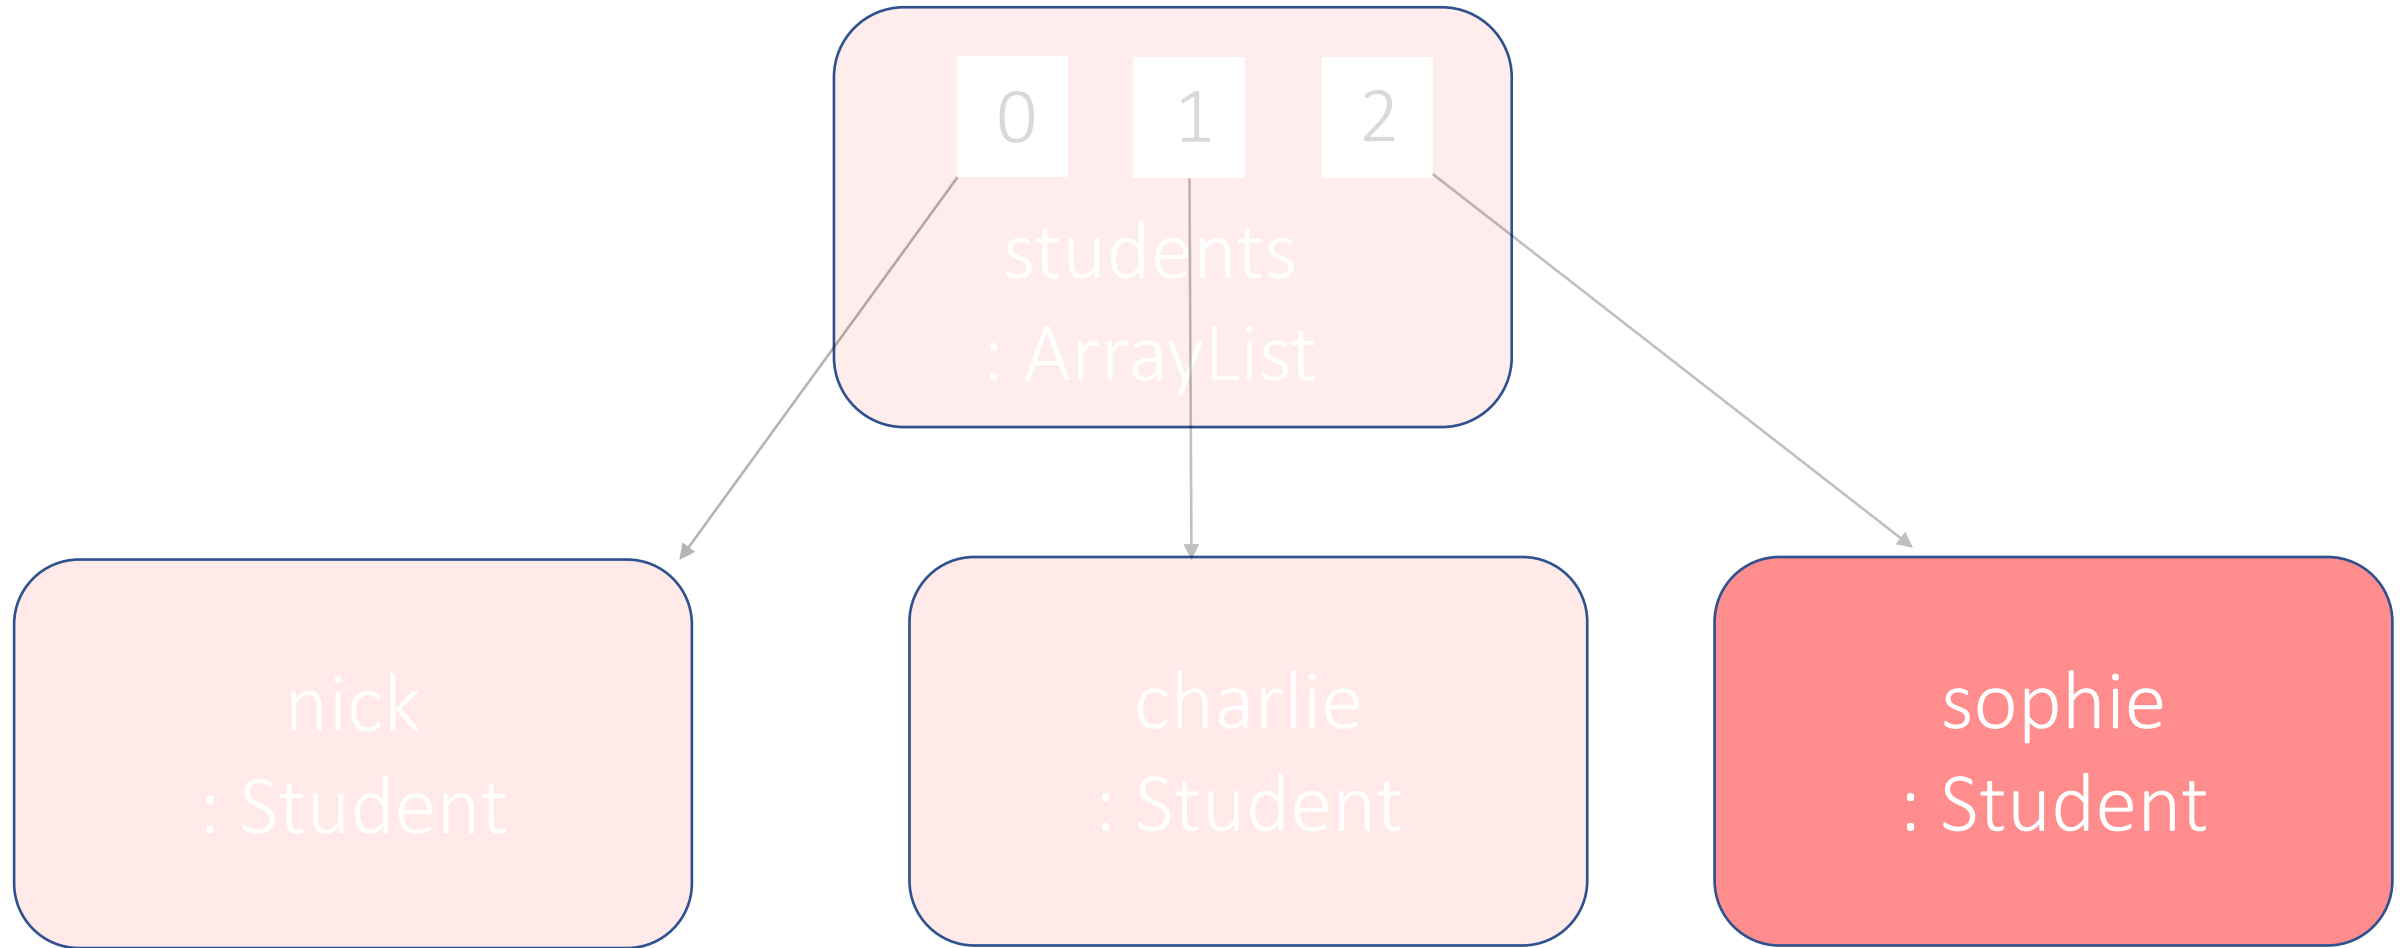 0 1 2
students
: ArrayList
nick
: Student
charlie
: Student
sophie
: Student